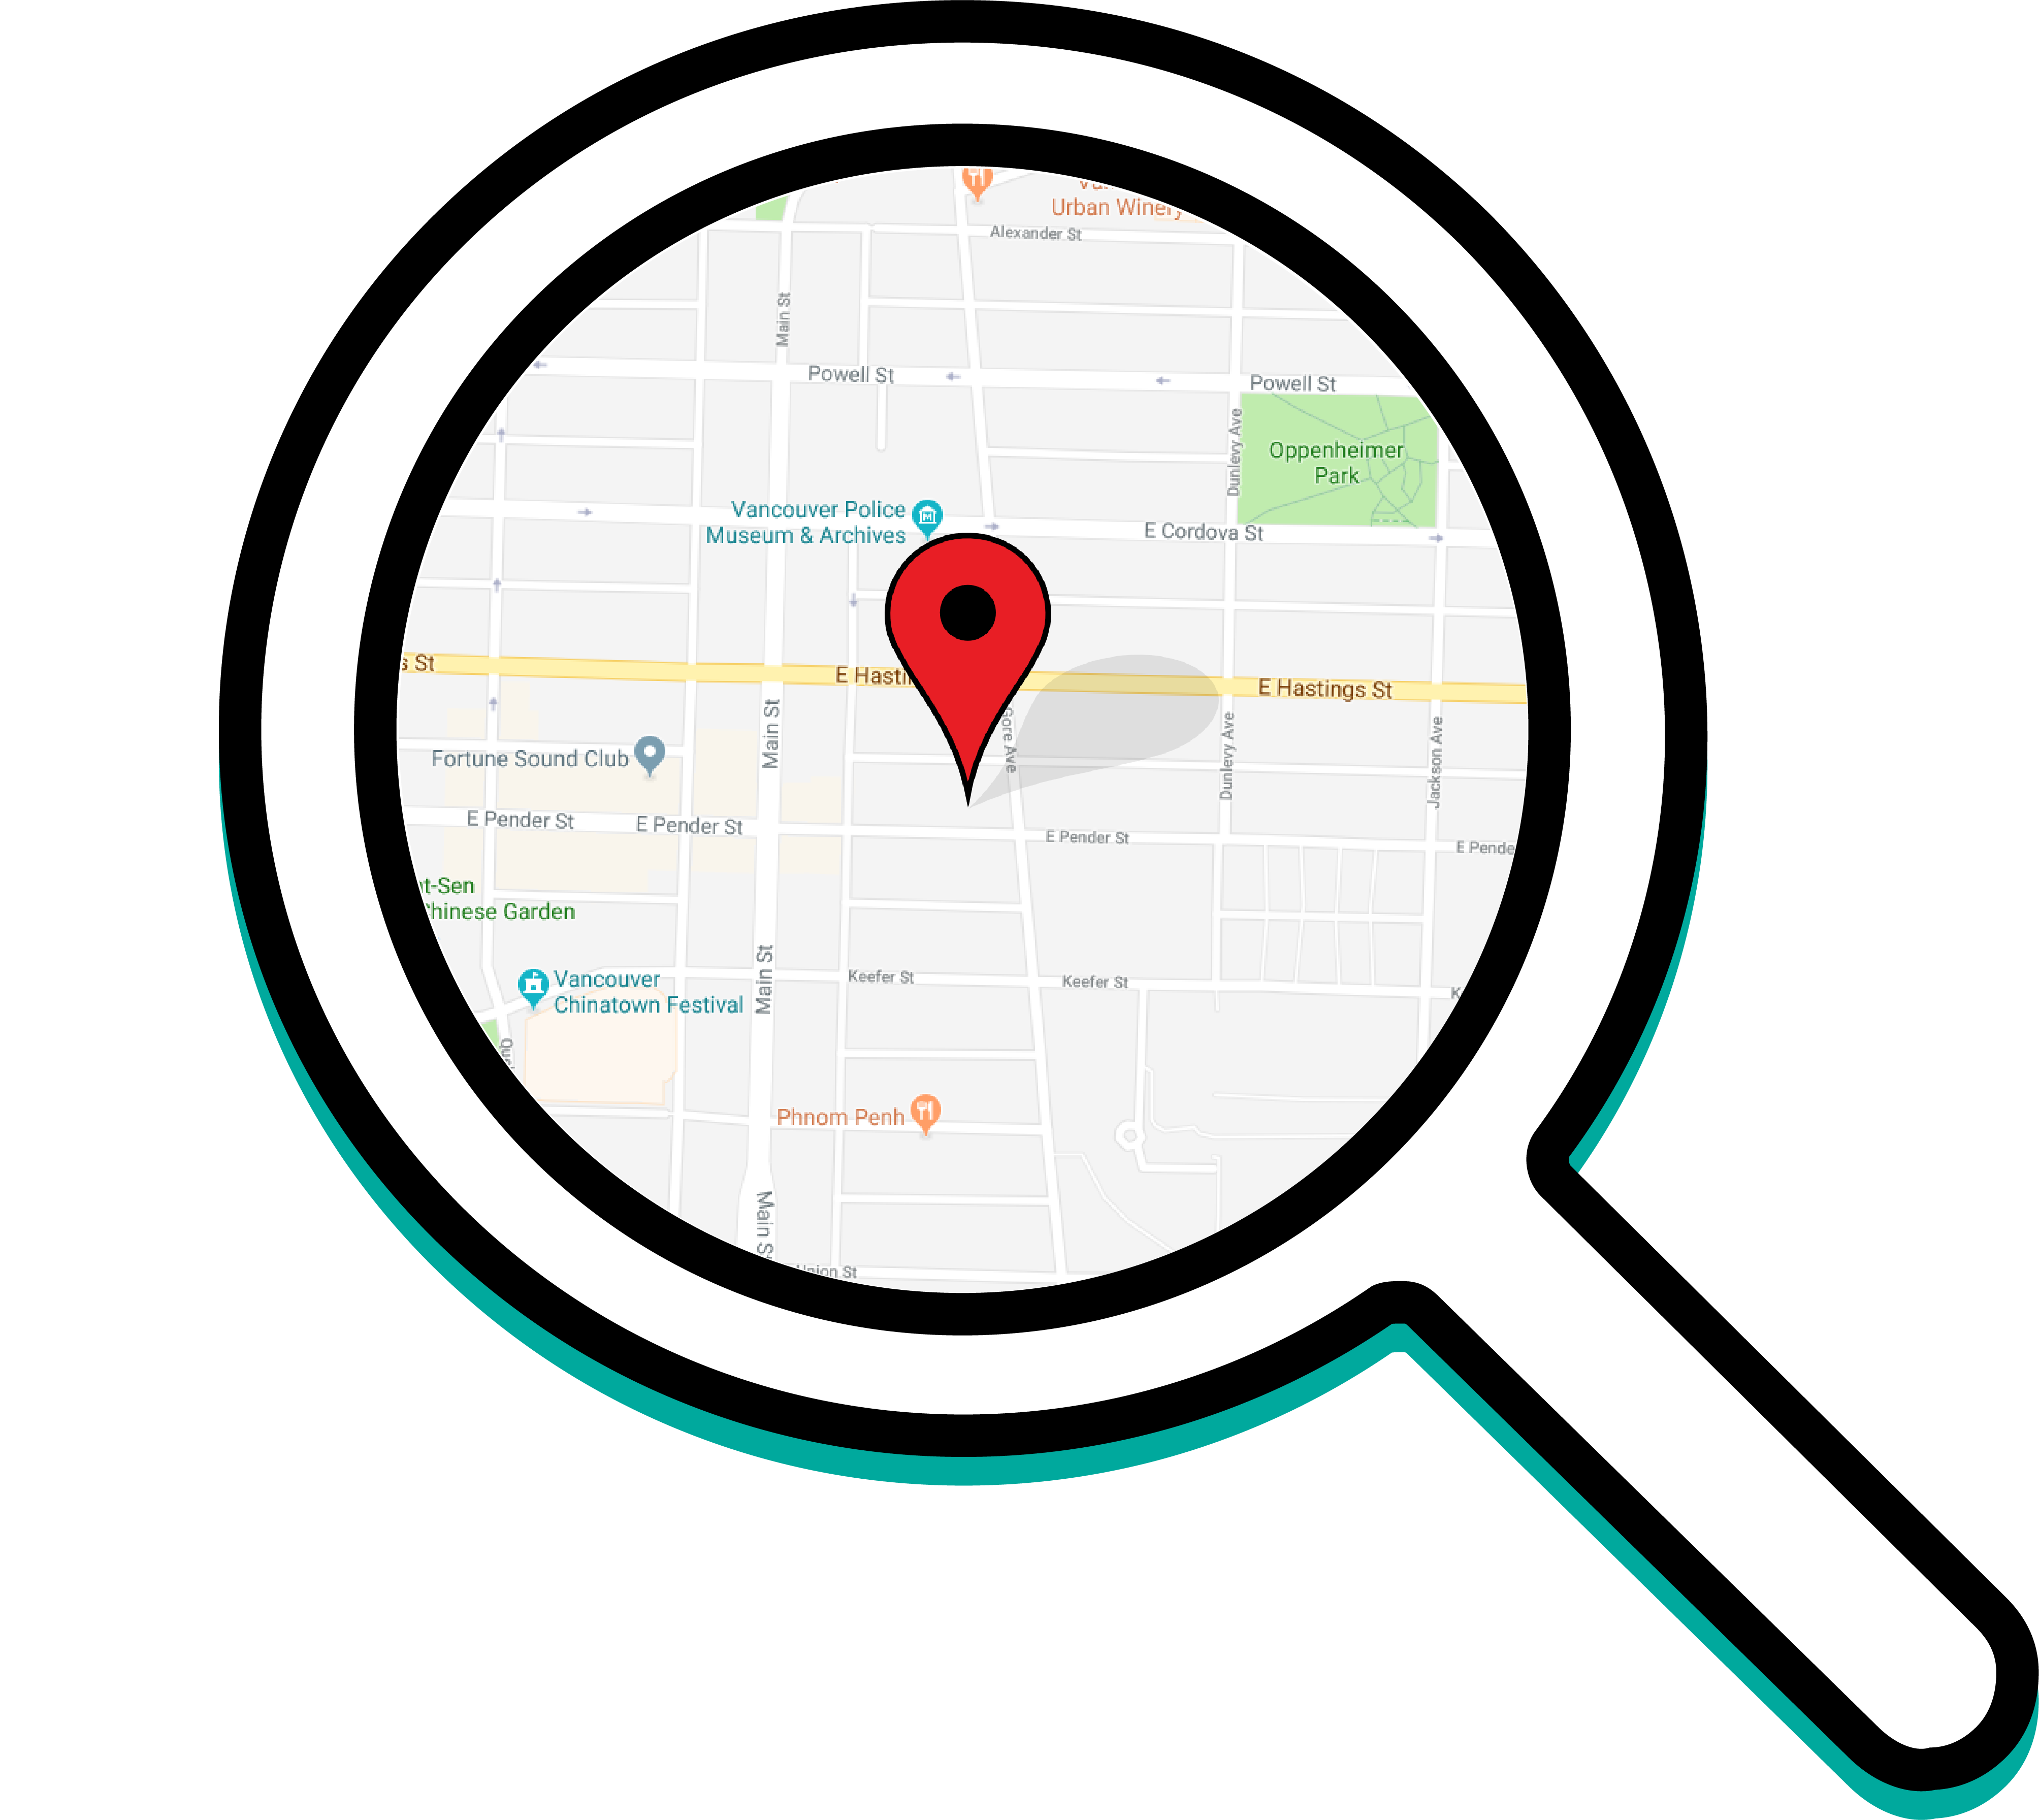 Urban Winery
Alexander St
Main St
Powell St
Powell St
Dunlevy Ave
Oppenheimer
Park
Vancouver Police
Museum & Archives
E Cordova St
s St
E Hasti
E Hastings St
Main St
Gore Ave
Dunlevy Ave
Jackson Ave
Fortune Sound Club
E Pender St
E Pender St
E Pender St
E Pende
t-Sen
Chinese Garden
Main St
Vancouver
Chinatown Festival
Keefer St
Keefer St
K
Phnom Penh
Main St
Union St